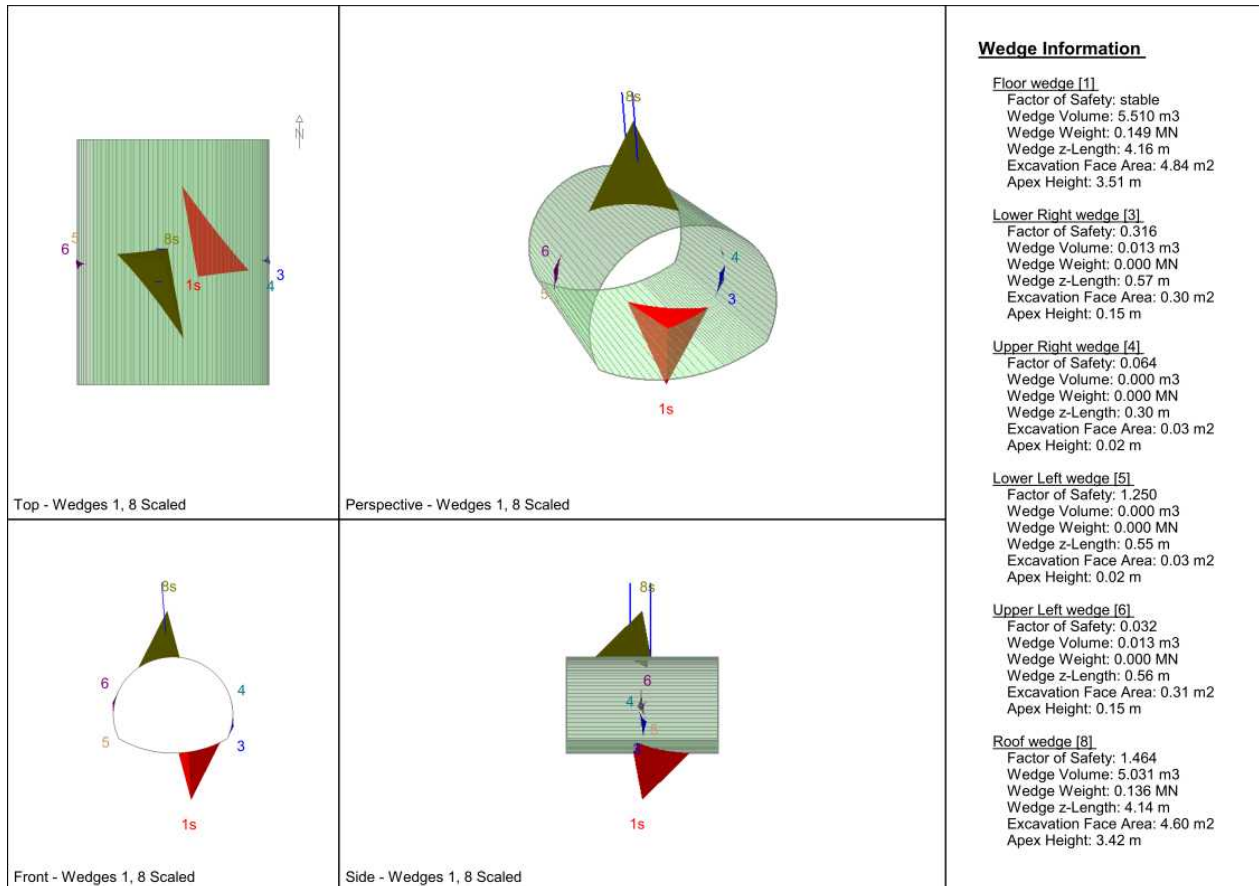 N
6
5
8s
1s
3
4
Top - Wedges 1, 8 Scaled
8s
6
5
4
3
1s
Perspective - Wedges 1, 8 Scaled
8s
6
4
5
3
1s
Front - Wedges 1, 8 Scaled
8s
6
4
5
1s
Side - Wedges 1, 8 Scaled
Wedge Information
Floor wedge [1]
Factor of Safety: stable
Wedge Volume: 5.510 m3
Wedge Weight: 0.149 MN
Wedge z-Length: 4.16 m
Excavation Face Area: 4.84 m2
Apex Height: 3.51 m
Lower Right wedge [3]
Factor of Safety: 0.316
Wedge Volume: 0.013 m3
Wedge Weight: 0.000 MN
Wedge z-Length: 0.57 m
Excavation Face Area: 0.30 m2
Apex Height: 0.15 m
Upper Right wedge [4]
Factor of Safety: 0.064
Wedge Volume: 0.000 m3
Wedge Weight: 0.000 MN
Wedge z-Length: 0.30 m
Excavation Face Area: 0.03 m2
Apex Height: 0.02 m
Lower Left wedge [5]
Factor of Safety: 1.250
Wedge Volume: 0.000 m3
Wedge Weight: 0.000 MN
Wedge z-Length: 0.55 m
Excavation Face Area: 0.03 m2
Apex Height: 0.02 m
Upper Left wedge [6]
Factor of Safety: 0.032
Wedge Volume: 0.013 m3
Wedge Weight: 0.000 MN
Wedge z-Length: 0.56 m
Excavation Face Area: 0.31 m2
Apex Height: 0.15 m
Roof wedge [8]
Factor of Safety: 1.464
Wedge Volume: 5.031 m3
Wedge Weight: 0.136 MN
Wedge z-Length: 4.14 m
Excavation Face Area: 4.60 m2
Apex Height: 3.42 m